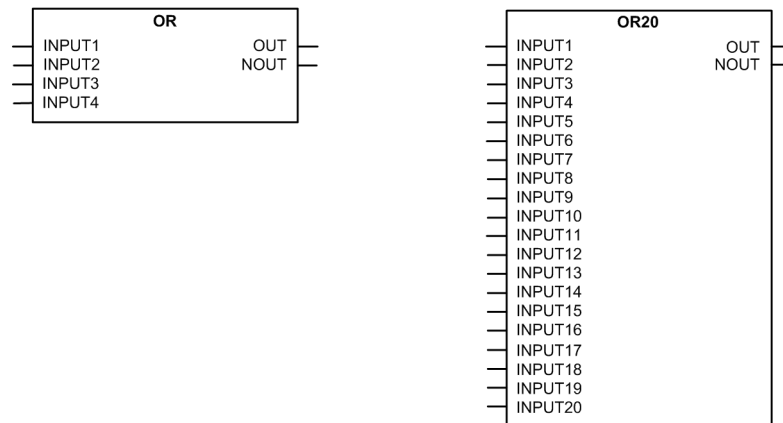 OR
INPUT1 OUT
INPUT2 NOUT
INPUT3
INPUT4
OR20
INPUT1 OUT
INPUT2 NOUT
INPUT3
INPUT4
INPUT5
INPUT6
INPUT7
INPUT8
INPUT9
INPUT10
INPUT11
INPUT12
INPUT13
INPUT14
INPUT15
INPUT16
INPUT17
INPUT18
INPUT19
INPUT20